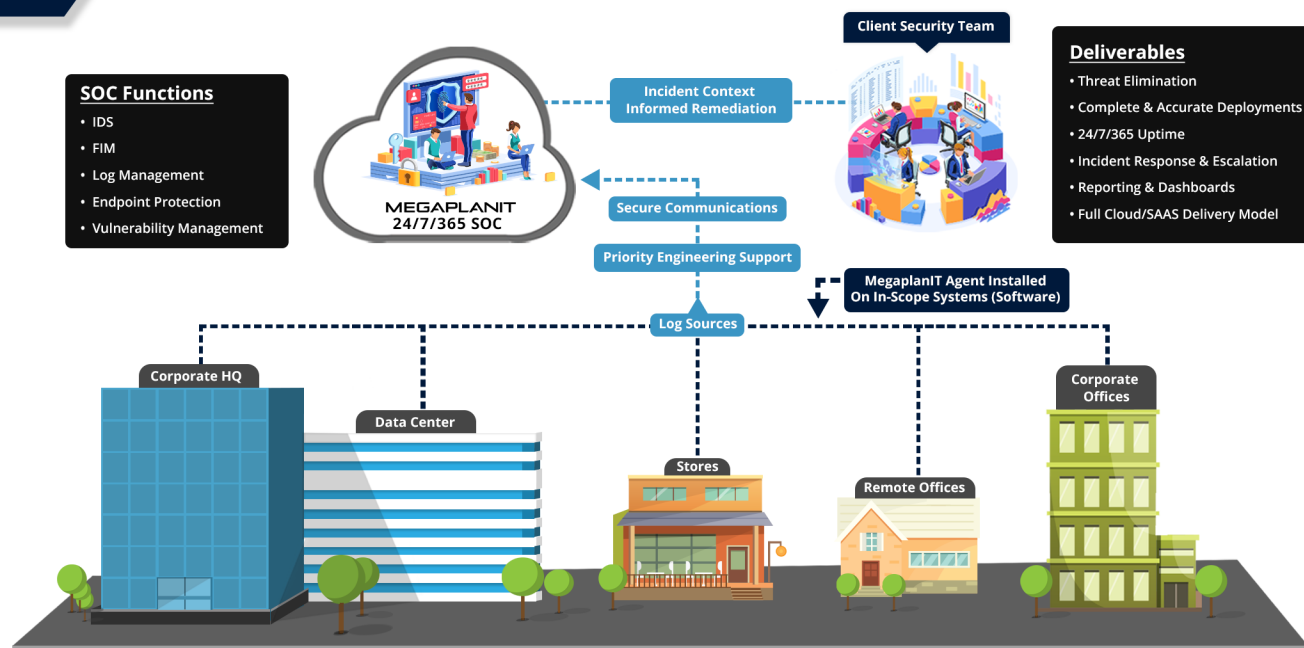 Client Security Team
SOC Functions
• IDS
• FIM
• Log Management
• Endpoint Protection
• Vulnerability Management
MEGAPLANIT
24/7/365 SOC
Incident Context
Informed Remediation
Deliverables
• Threat Elimination
• Complete & Accurate Deployments
• 24/7/365 Uptime
• Incident Response & Escalation
• Reporting & Dashboards
• Full Cloud/SAAS Delivery Model
Secure Communications
Priority Engineering Support
MegaplanIT Agent Installed
On In-Scope Systems (Software)
Log Sources
Corporate HQ
Data Center
Stores
Remote Offices
Corporate
Offices